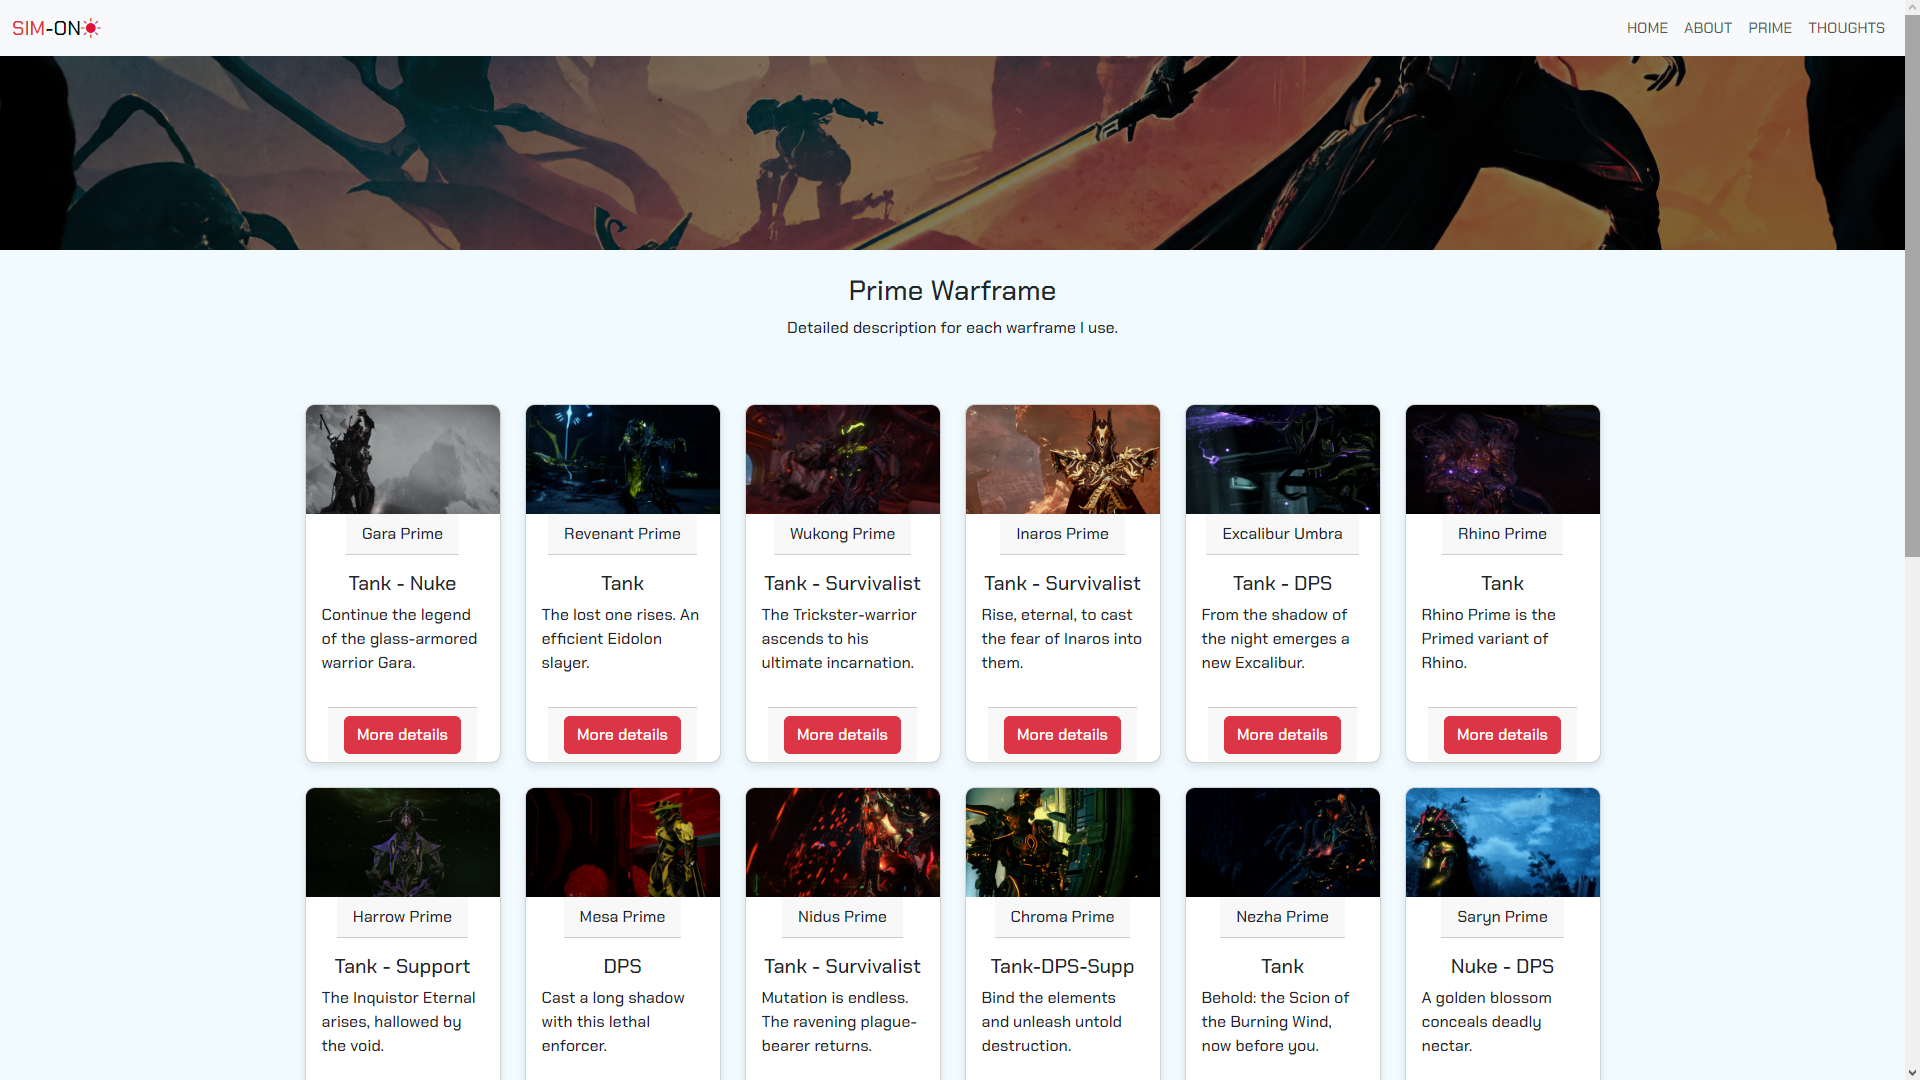 SIM-ON
HOME ABOUT PRIME THOUGHTS
Prime Warframe
Detailed description for each warframe I use.
Gara Prime
Tank - Nuke
Continue the legend
of the glass-armored
warrior Gara.
More details
Revenant Prime
Tank
The lost one rises. An
efficient Eidolon
slayer.
More details
Wukong Prime
Tank - Survivalist
The Trickster-warrior
ascends to his
ultimate incarnation.
More details
Inaros Prime
Tank - Survivalist
Rise, eternal, to cast
the fear of Inaros into
them.
More details
Excalibur Umbra
Tank - DPS
From the shadow of
the night emerges a
new Excalibur.
More details
Rhino Prime
Tank
Rhino Prime is the
Primed variant of
Rhino.
More details
Harrow Prime
Tank - Support
The Inquistor Eternal
arises, hallowed by
the void.
Mesa Prime
DPS
Cast a long shadow
with this lethal
enforcer.
Nidus Prime
Tank - Survivalist
Mutation is endless.
The ravening plague-
bearer returns.
Chroma Prime
Tank-DPS-Supp
Bind the elements
and unleash untold
destruction.
Nezha Prime
Tank
Behold: the Scion of
the Burning Wind,
now before you.
Saryn Prime
Nuke - DPS
A golden blossom
conceals deadly
nectar.